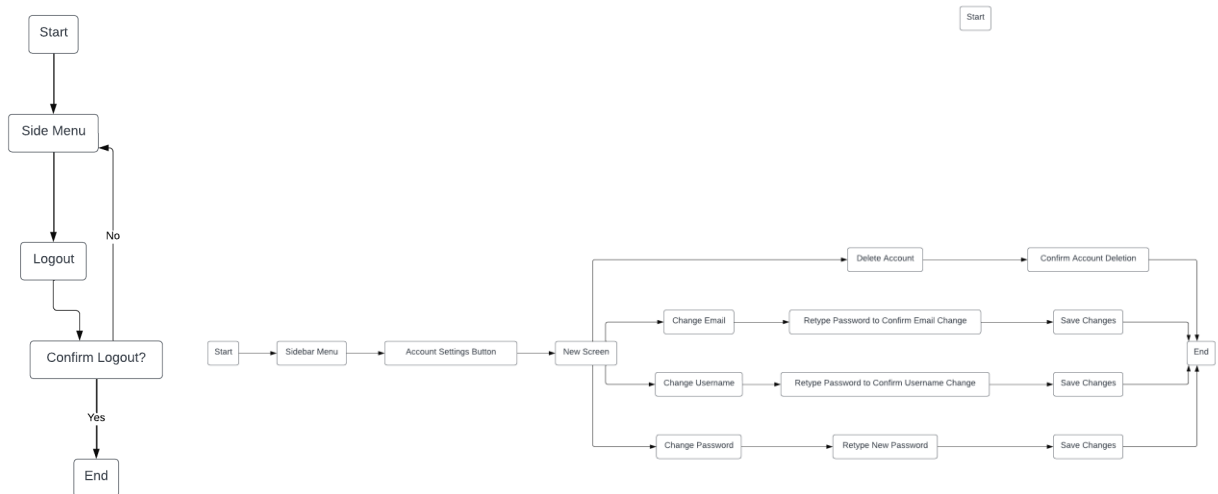 Start
Side Menu
No
Logout
Confirm Logout?
Yes
End
Start
Start
Sidebar Menu
Account Settings Button
New Screen
Delete Account
Confirm Account Deletion
Change Email
Retype Password to Confirm Email Change
Save Changes
Change Username
Retype Password to Confirm Username Change
Save Changes
Change Password
Retype New Password
Save Changes
End